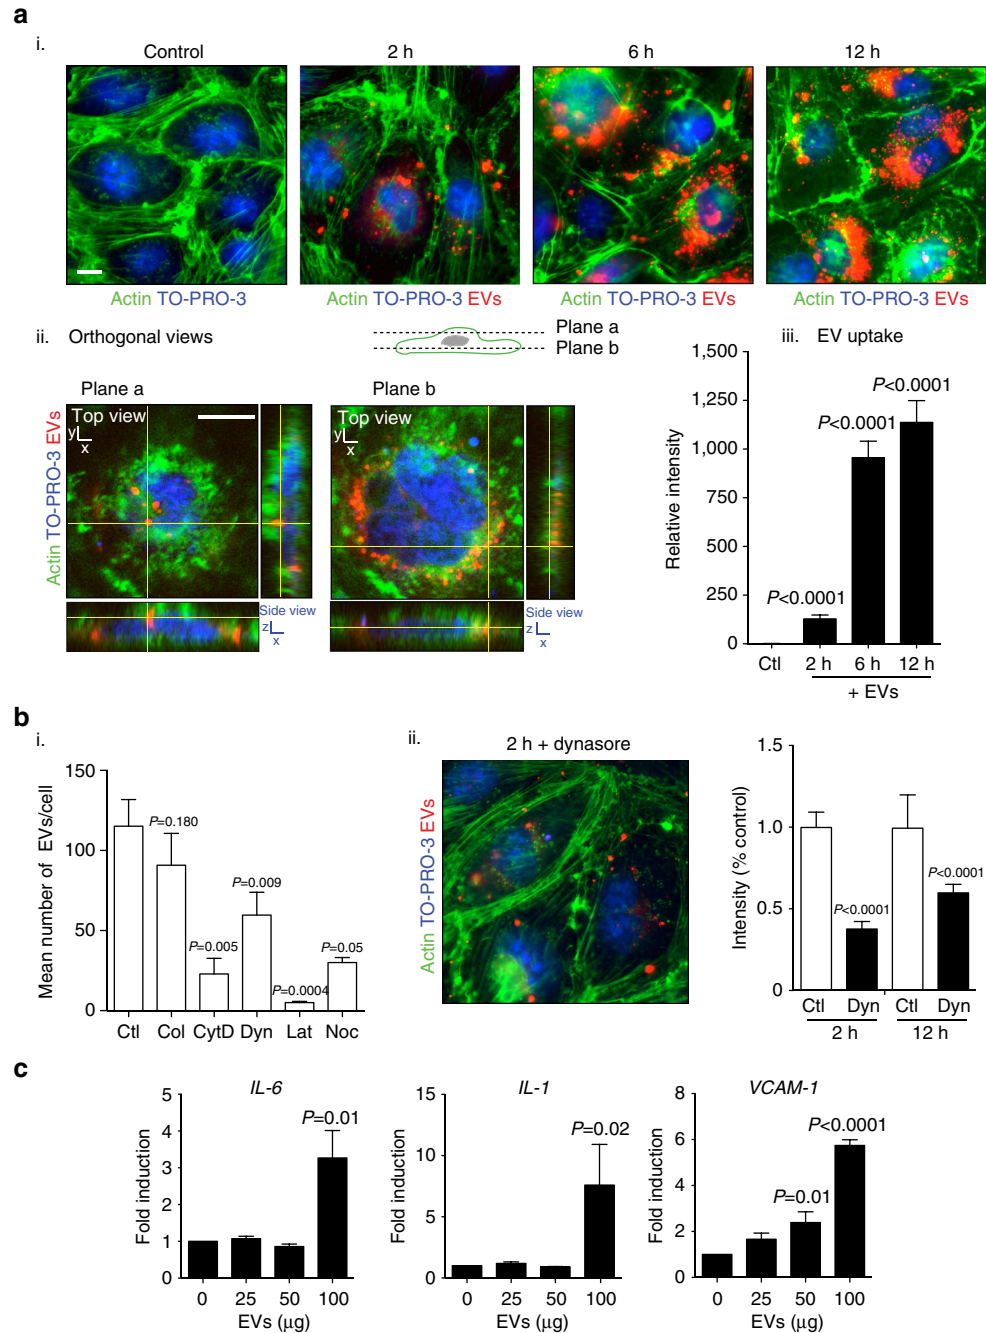 a
i.
Control
2 h
6 h
12 h
Actin TO-PRO-3
Actin TO-PRO-3 EVs
Actin TO-PRO-3 EVs
Actin TO-PRO-3 EVs
ii. Orthogonal views
Plane a
Plane b
Plane a
Top view
y
x
Actin TO-PRO-3 EVs
Side view
z
x
Plane b
Top view
y
x
Side view
z
x
iii. EV uptake
Relative intensity
1,500
1,250
1,000
750
500
250
0
P<0.0001
P<0.0001
P<0.0001
Ctl 2 h 6 h 12 h
+ EVs
b
i.
Mean number of EVs/cell
150
100
50
0
P=0.180
P=0.005
P=0.009
P=0.0004
P=0.05
Ctl Col CytD Dyn Lat Noc
ii.
2 h + dynasore
Actin TO-PRO-3 EVs
Intensity (% control)
1.5
1.0
0.5
0
P<0.0001
P<0.0001
Ctl Dyn Ctl Dyn
2 h 12 h
c
IL-6
Fold induction
5
4
3
2
1
0
P=0.01
0 25 50 100
EVs (µg)
IL-1
Fold induction
15
10
5
0
P=0.02
0 25 50 100
EVs (µg)
VCAM-1
Fold induction
8
6
4
2
0
P=0.01
P<0.0001
0 25 50 100
EVs (µg)